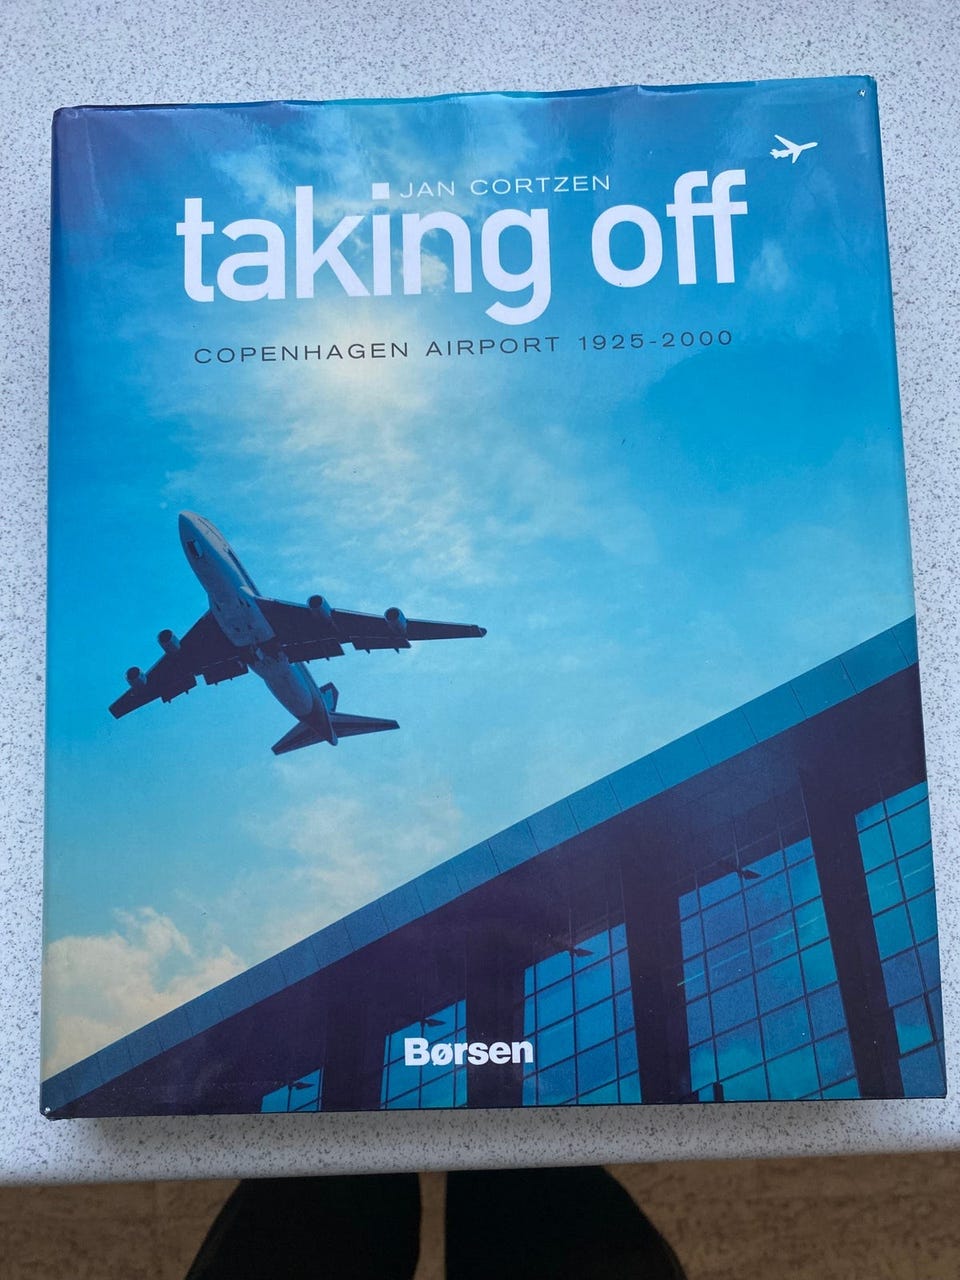 JAN CORTZEN
taking off
COPENHAGEN AIRPORT 1925-2000
Børsen